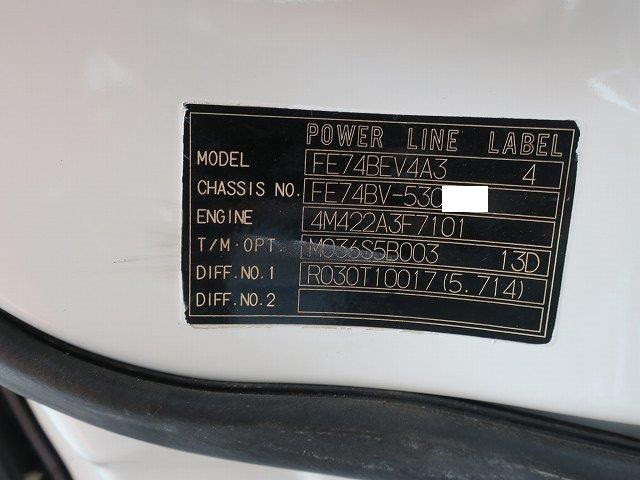 POWER LINE LABEL
MODEL FE74BEV4A3 4
CHASSIS NO. FE74BV-530
ENGINE 4M422A3F7101
T/M·OPT. M036S5B003 13D
DIFF.NO.1 R030T10017(5.714)
DIFF.NO.2